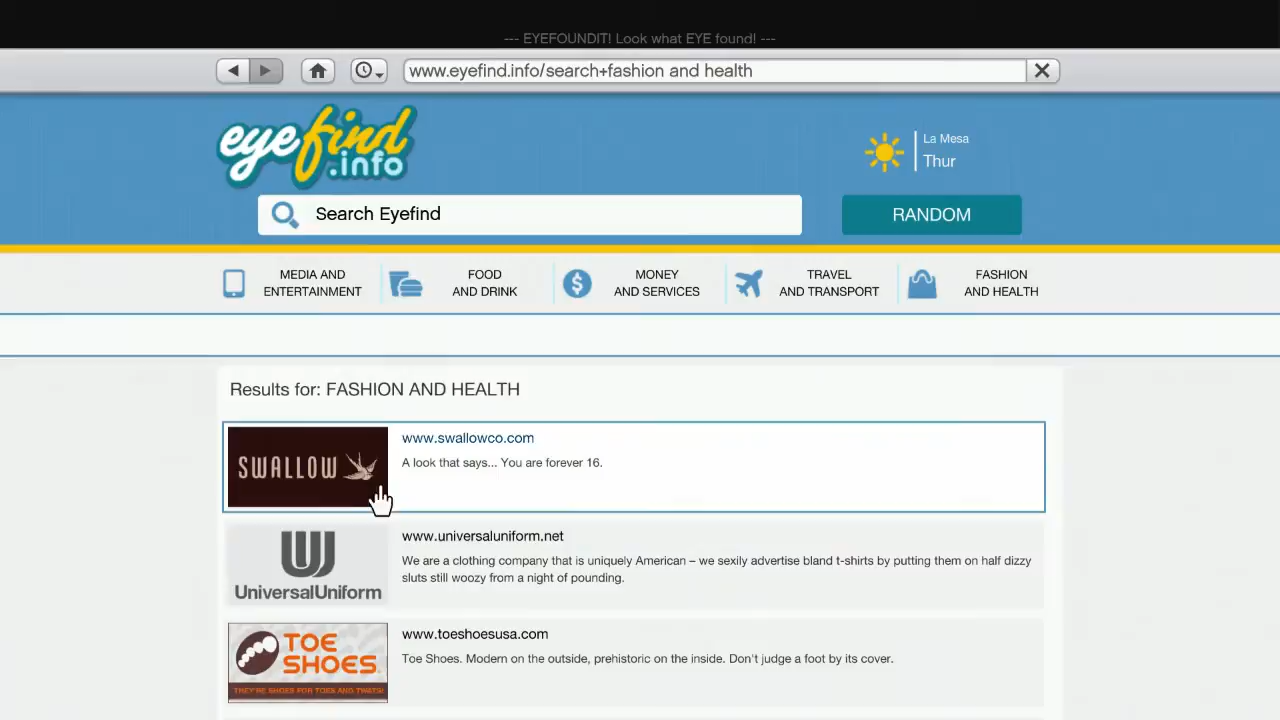 --- EYEFOUNDIT! Look what EYE found! ---
www.eyefind.info/search+fashion and health
eyefind
.info
La Mesa
Thur
Search Eyefind
RANDOM
MEDIA AND
ENTERTAINMENT
FOOD
AND DRINK
MONEY
AND SERVICES
TRAVEL
AND TRANSPORT
FASHION
AND HEALTH
Results for: FASHION AND HEALTH
SWALLOW
www.swallowco.com
A look that says... You are forever 16.
UniversalUniform
www.universaluniform.net
We are a clothing company that is uniquely American – we sexily advertise bland t-shirts by putting them on half dizzy
sluts still woozy from a night of pounding.
TOE
SHOES.
THEY'RE SHOES FOR TOES AND TWATS!
www.toeshoesusa.com
Toe Shoes. Modern on the outside, prehistoric on the inside. Don't judge a foot by its cover.